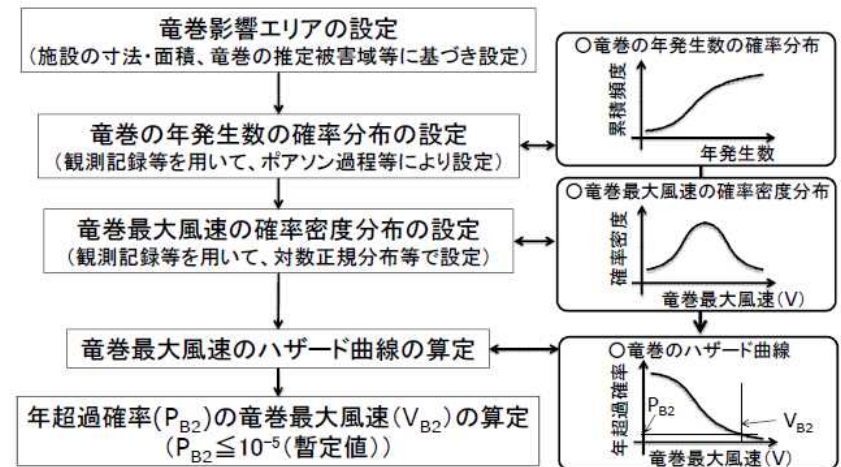 竜巻影響エリアの設定
(施設の寸法・面積、竜巻の推定被害域等に基づき設定)
竜巻の年発生数の確率分布の設定
(観測記録等を用いて、ポアソン過程等により設定)
竜巻最大風速の確率密度分布の設定
(観測記録等を用いて、対数正規分布等で設定)
竜巻最大風速のハザード曲線の算定
年超過確率(PB2)の竜巻最大風速(VB2)の算定
(PB2≦10-5(暫定値))
〇竜巻の年発生数の確率分布
累積頻度
年発生数
〇竜巻最大風速の確率密度分布
確率密度
竜巻最大風速(V)
〇竜巻のハザード曲線
年超過確率
PB2
VB2
竜巻最大風速(V)